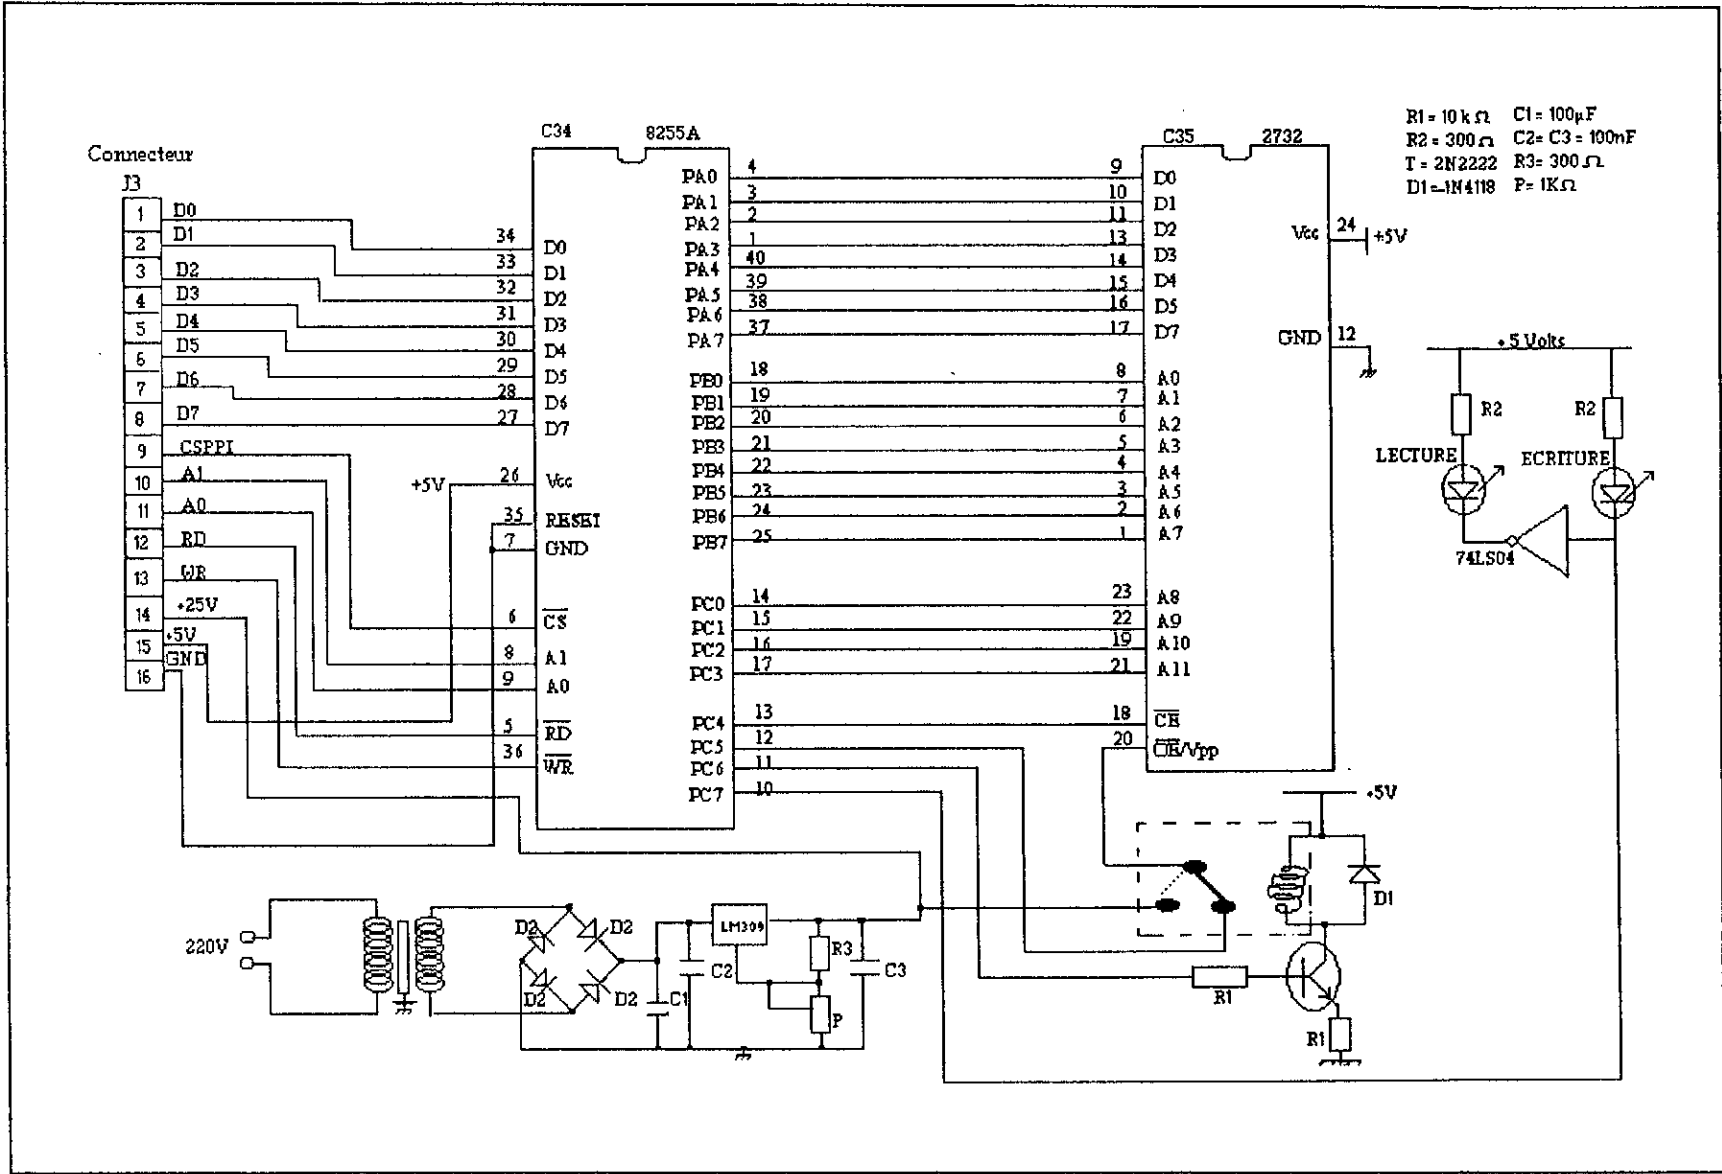 R1= 10 k Ω C1= 100µF
R2= 300 Ω C2= C3= 100nF
T = 2N2222 R3= 300 Ω
D1=1N4118 P= 1KΩ
Connecteur
J3
1 D0
2 D1
3 D2
4 D3
5 D4
6 D5
7 D6
8 D7
9 CSPPI
10 A1
11 A0
12 RD
13 WR
14 +25V
15 +5V
16 GND
C34 8255A
34 D0
33 D1
32 D2
31 D3
30 D4
29 D5
28 D6
27 D7
+5V 26 Vcc
35 RESET
7 GND
6 CS
8 A1
9 A0
5 RD
36 WR
PA0 4
PA1 3
PA2 2
PA3 1
PA4 40
PA5 39
PA6 38
PA7 37
PB0 18
PB1 19
PB2 20
PB3 21
PB4 22
PB5 23
PB6 24
PB7 25
PC0 14
PC1 15
PC2 16
PC3 17
PC4 13
PC5 12
PC6 11
PC7 10
C35 2732
9 D0
10 D1
11 D2
13 D3
14 D4
15 D5
16 D7
17
8 A0
7 A1
6 A2
5 A3
4 A4
3 A5
2 A6
1 A7
23 A8
22 A9
19 A10
21 A11
18 CE
20 OE/Vpp
Vcc 24 +5V
GND 12
+5 Volts
R2 R2
LECTURE ECRITURE
74LS04
+5V
D1
R1
R1
220V
D2 D2
D2 D2
C1
C2
LM309
R3
P
C3